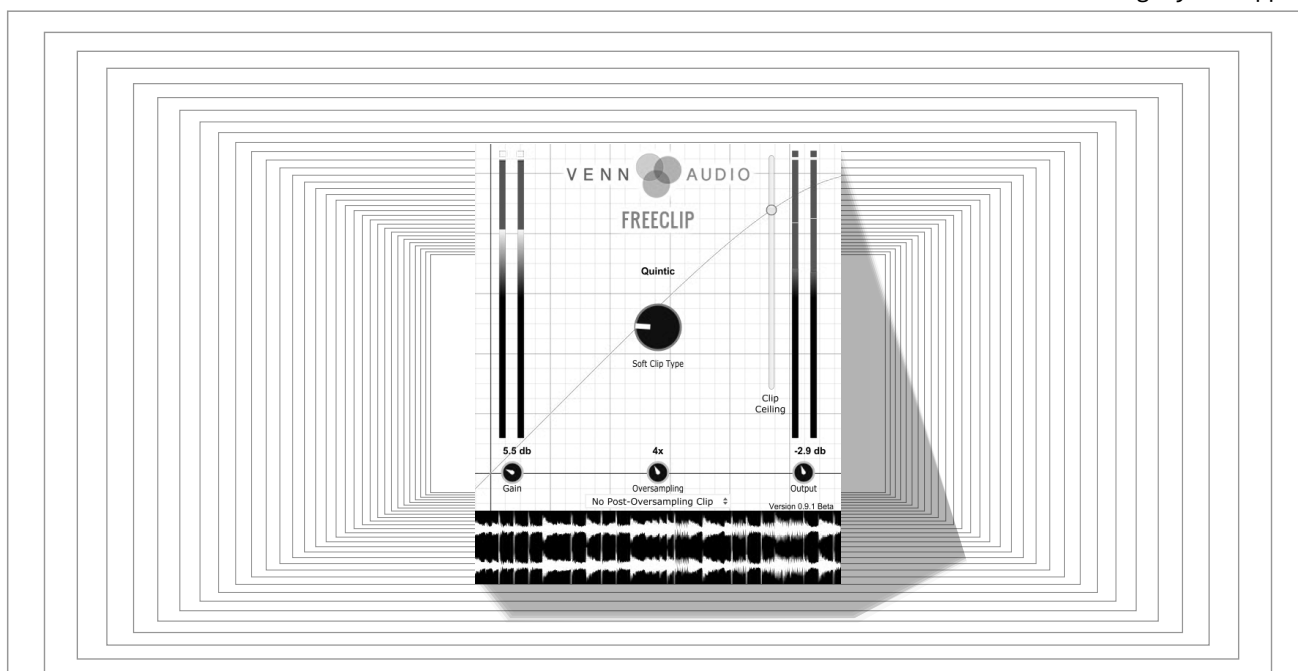 VENN AUDIO
FREECLIP
Quintic
Soft Clip Type
Clip
Ceiling
5.5 db
4x
-2.9 db
Gain
Oversampling
Output
No Post-Oversampling Clip
Version 0.9.1 Beta